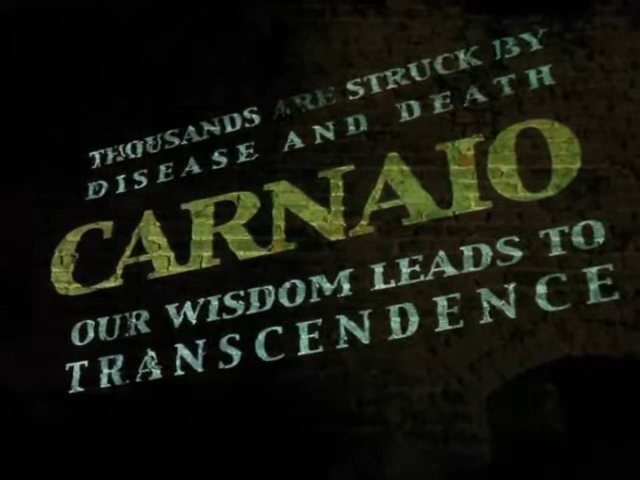 THOUSANDS ARE STRUCK BY
DISEASE AND DEATH
CARNAIO
OUR WISDOM LEADS TO
TRANSCENDENCE